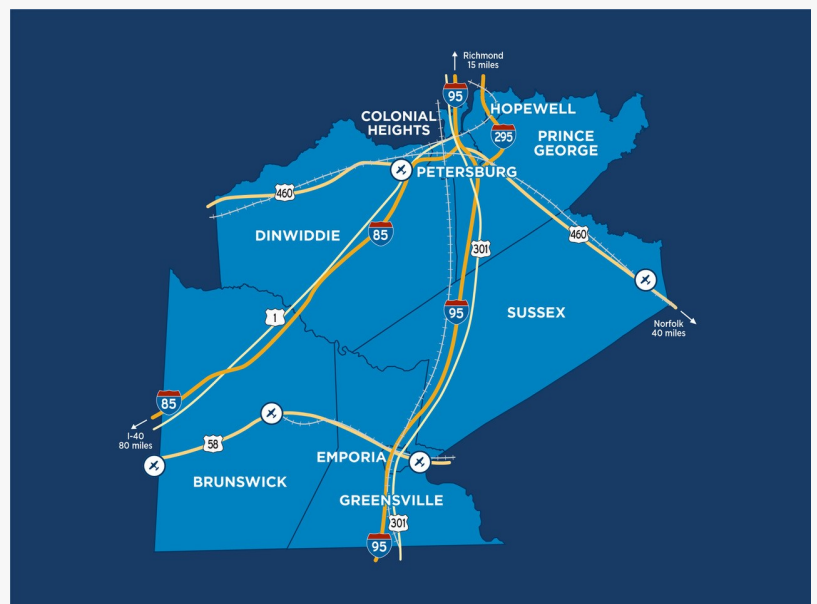 Richmond
15 miles
95
HOPEWELL
COLONIAL
HEIGHTS
295
PRINCE
GEORGE
PETERSBURG
460
DINWIDDIE
85
301
460
1
95
SUSSEX
Norfolk
40 miles
85
I-40
80 miles
58
EMPORIA
BRUNSWICK
GREENSVILLE
301
95